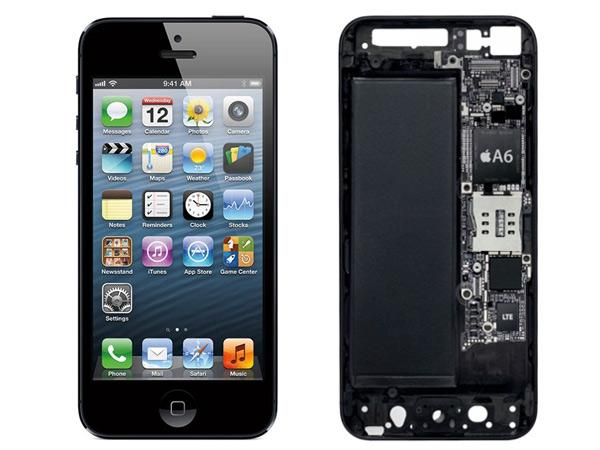 9:41 AM
Wednesday
12
73°
Messages Calendar Photos Camera
Videos Maps Weather Passbook
Notes Reminders Clock Stocks
Newsstand iTunes App Store Game Center
Settings
Phone Mail Safari Music
A6
LTE